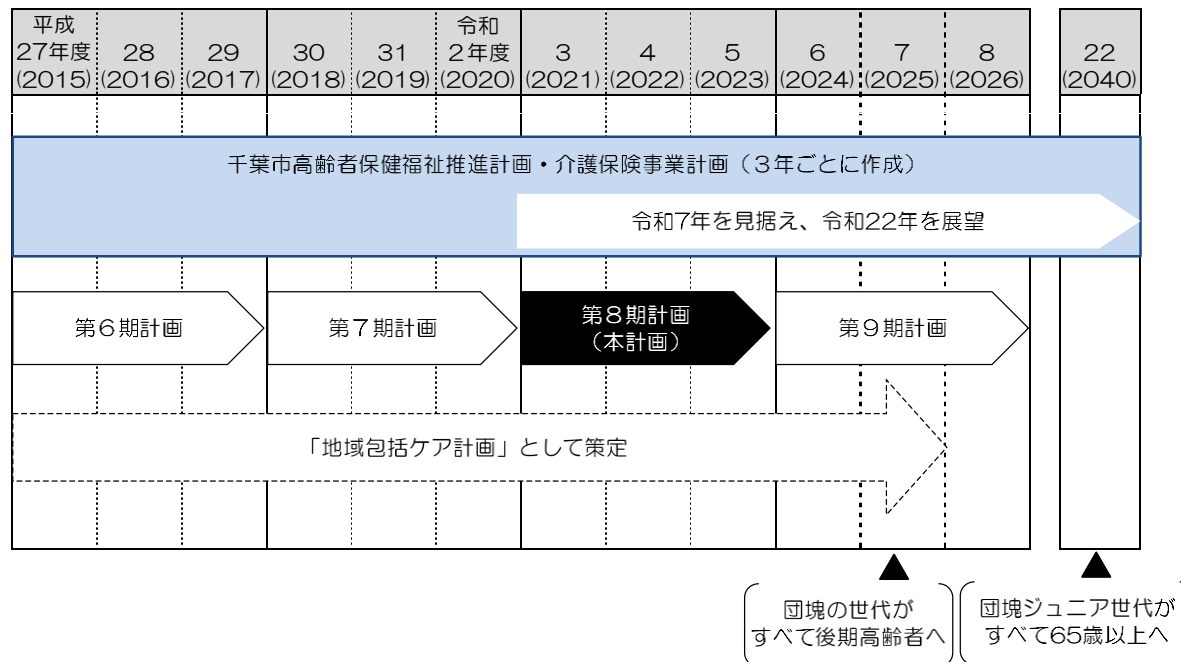 平成
27年度
(2015)
28
(2016)
29
(2017)
30
(2018)
31
(2019)
令和
2年度
(2020)
3
(2021)
4
(2022)
5
(2023)
6
(2024)
7
(2025)
8
(2026)
22
(2040)
千葉市高齢者保健福祉推進計画・介護保険事業計画（３年ごとに作成）
令和7年を見据え、令和22年を展望
第６期計画
第７期計画
第８期計画
（本計画）
第９期計画
「地域包括ケア計画」として策定
団塊の世代が
すべて後期高齢者へ
団塊ジュニア世代が
すべて65歳以上へ